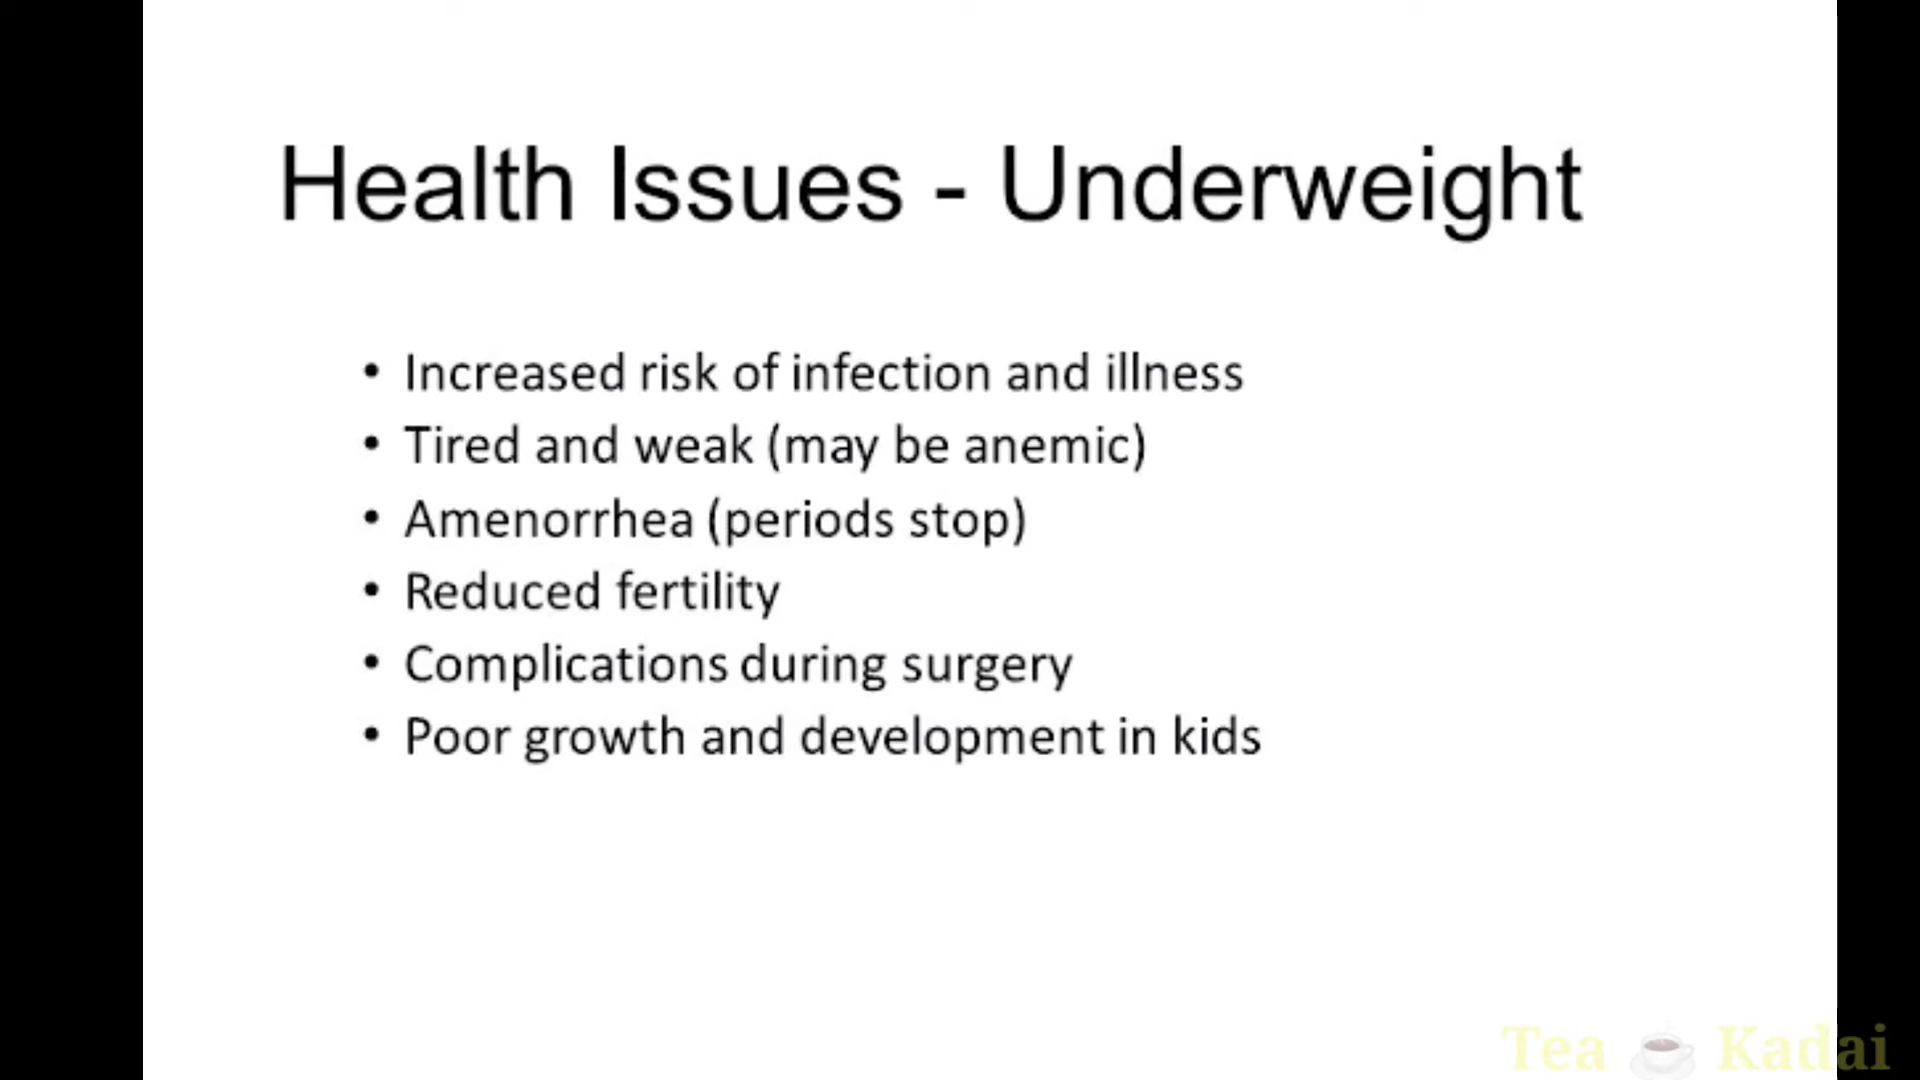 Health Issues - Underweight
• Increased risk of infection and illness
• Tired and weak (may be anemic)
• Amenorrhea (periods stop)
• Reduced fertility
• Complications during surgery
• Poor growth and development in kids
Tea Kadai